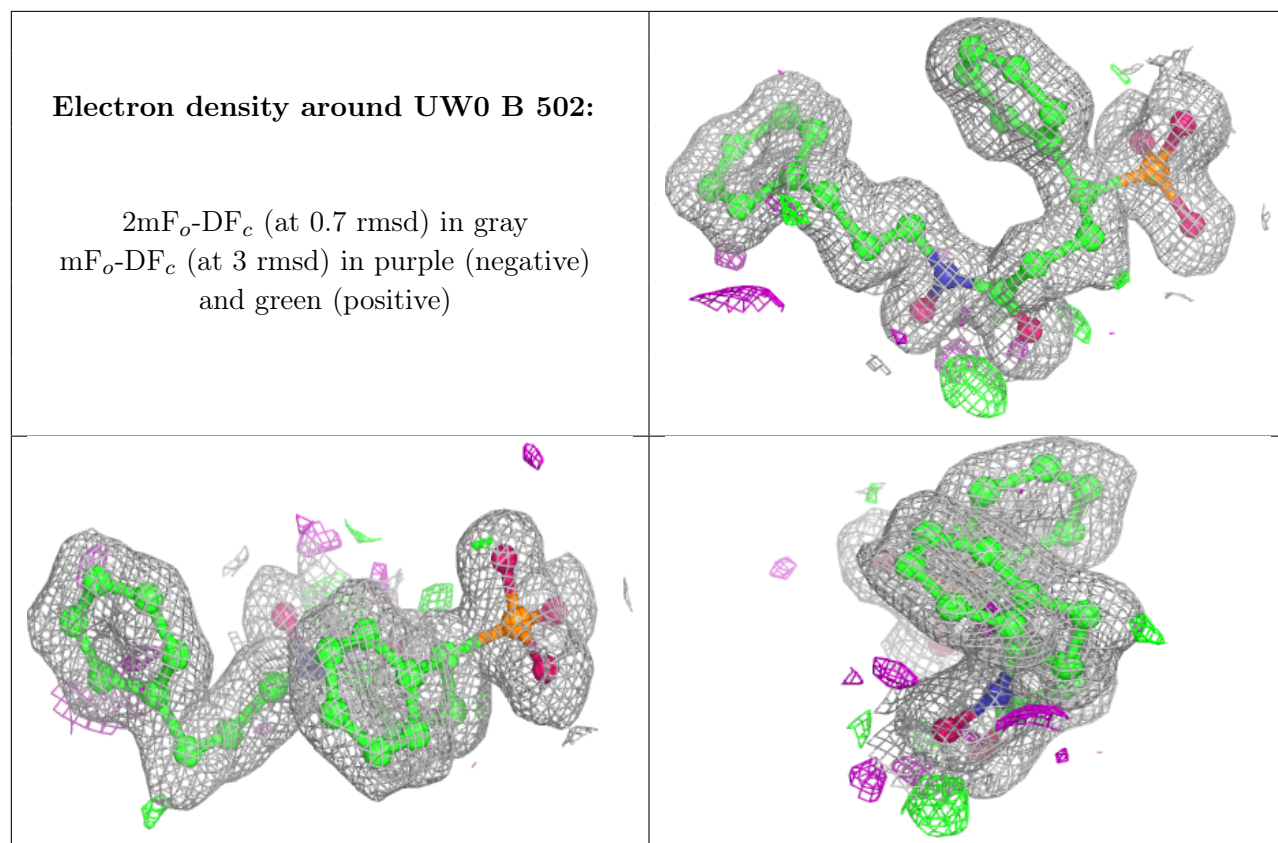 Electron density around UW0 B 502:
2mFo-DFc (at 0.7 rmsd) in gray
mFo-DFc (at 3 rmsd) in purple (negative)
and green (positive)